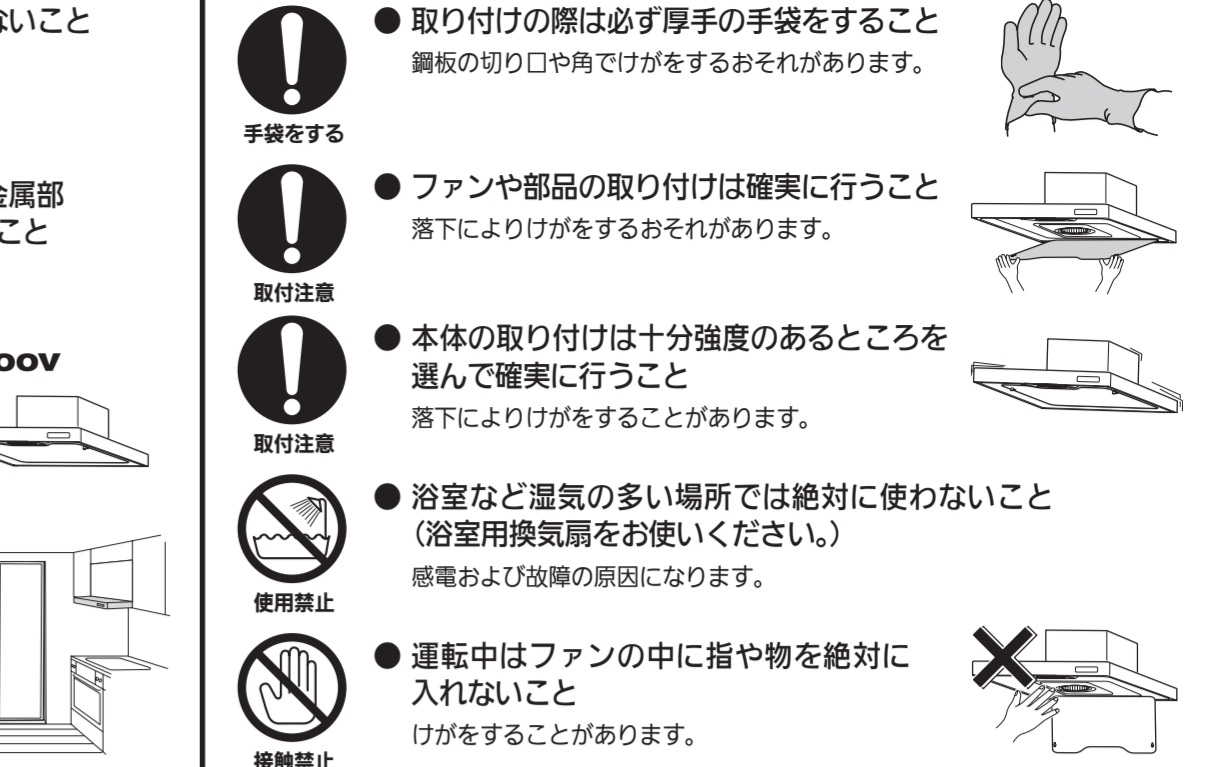 ないこと
金属部
こと
oov
● 取り付けの際は必ず厚手の手袋をすること
鋼板の切り口や角でけがをするおそれがあります。
手袋をする
● ファンや部品の取り付けは確実に行うこと
落下によりけがをするおそれがあります。
取付注意
● 本体の取り付けは十分強度のあるところを
選んで確実に行うこと
落下によりけがをすることがあります。
取付注意
● 浴室など湿気の多い場所では絶対に使わないこと
（浴室用換気扇をお使いください。）
感電および故障の原因になります。
使用禁止
● 運転中はファンの中に指や物を絶対に
入れないこと
けがをすることがあります。
接触禁止